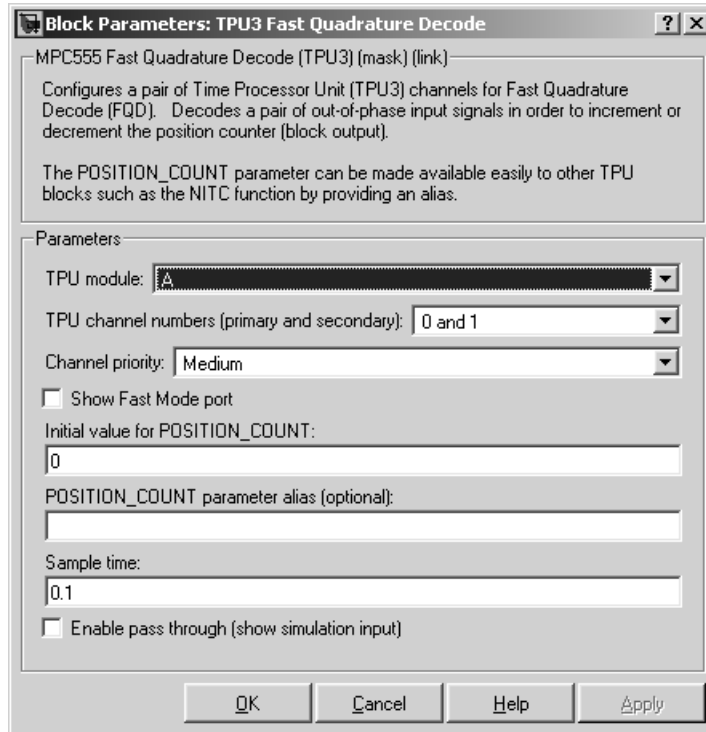 Block Parameters: TPU3 Fast Quadrature Decode
MPC555 Fast Quadrature Decode (TPU3) (mask) (link)
Configures a pair of Time Processor Unit (TPU3) channels for Fast Quadrature
Decode (FQD). Decodes a pair of out-of-phase input signals in order to increment or
decrement the position counter (block output).
The POSITION_COUNT parameter can be made available easily to other TPU
blocks such as the NITC function by providing an alias.
Parameters
TPU module: A
TPU channel numbers (primary and secondary): 0 and 1
Channel priority: Medium
Show Fast Mode port
Initial value for POSITION_COUNT:
0
POSITION_COUNT parameter alias (optional):
Sample time:
0.1
Enable pass through (show simulation input)
OK Cancel Help Apply